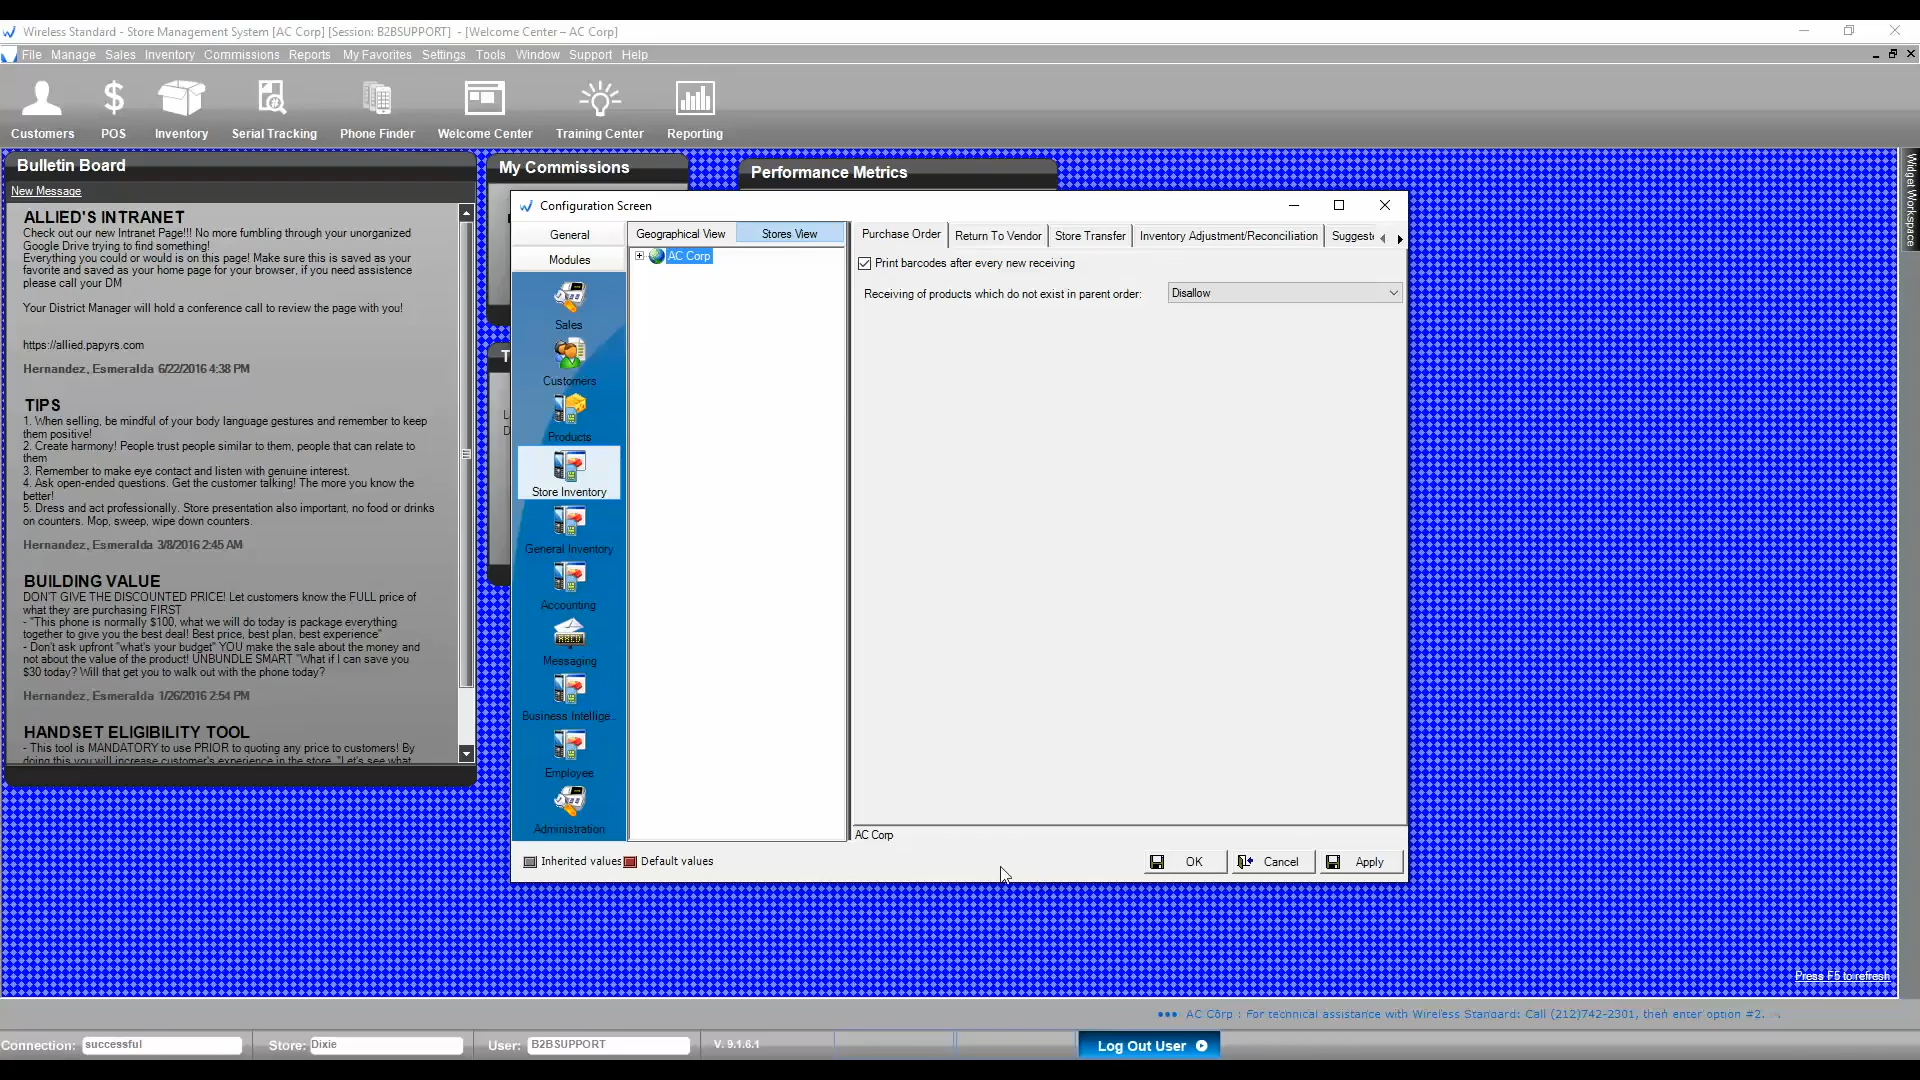 Wireless Standard - Store Management System [AC Corp] [Session: B2BSUPPORT] - [Welcome Center – AC Corp]
File Manage Sales Inventory Commissions Reports My Favorites Settings Tools Window Support Help
Customers POS Inventory Serial Tracking Phone Finder Welcome Center Training Center Reporting
Bulletin Board
New Message
ALLIED'S INTRANET
Check out our new Intranet Page!!! No more fumbling through your unorganized
Google Drive trying to find something!
Everything you could or would is on this page! Make sure this is saved as your
favorite and saved as your home page for your browser, if you need assistance
please call your DM
Your District Manager will hold a conference call to review the page with you!
https://allied.papyrs.com
Hernandez, Esmeralda 6/22/2016 4:38 PM
TIPS
1. When selling, be mindful of your body language gestures and remember to keep
them positive!
2. Create harmony! People trust people similar to them, people that can relate to
them
3. Remember to make eye contact and listen with genuine interest.
4. Ask open-ended questions. Get the customer talking! The more you know the
better!
5. Dress and act professionally. Store presentation also important, no food or drinks
on counters. Mop, sweep, wipe down counters.
Hernandez, Esmeralda 3/8/2016 2:45 AM
BUILDING VALUE
DON'T GIVE THE DISCOUNTED PRICE! Let customers know the FULL price of
what they are purchasing FIRST
- "This phone is normally $100, what we will do today is package everything
together to give you the best deal! Best price, best plan, best experience"
- Don't ask upfront "what's your budget" YOU make the sale about the money and
not about the value of the product! UNBUNDLE SMART "What if I can save you
$30 today? Will that get you to walk out with the phone today?
Hernandez, Esmeralda 1/26/2016 2:54 PM
HANDSET ELIGIBILITY TOOL
- This tool is MANDATORY to use PRIOR to quoting any price to customers! By
doing this you will increase customer's experience in the store. "Let's see what
My Commissions
Performance Metrics
Widget Workspace
Configuration Screen
General
Modules
Sales
Customers
Products
Store Inventory
General Inventory
Accounting
Messaging
Business Intellige..
Employee
Administration
Geographical View Stores View
AC Corp
Purchase Order Return To Vendor Store Transfer Inventory Adjustment/Reconciliation Suggest
Print barcodes after every new receiving
Receiving of products which do not exist in parent order: Disallow
AC Corp
Inherited values Default values
OK Cancel Apply
Press F5 to refresh
AC Corp : For technical assistance with Wireless Standard: Call (212)742-2301, then enter option #2.
Connection: successful Store: Dixie User: B2BSUPPORT V. 9.1.6.1 Log Out User